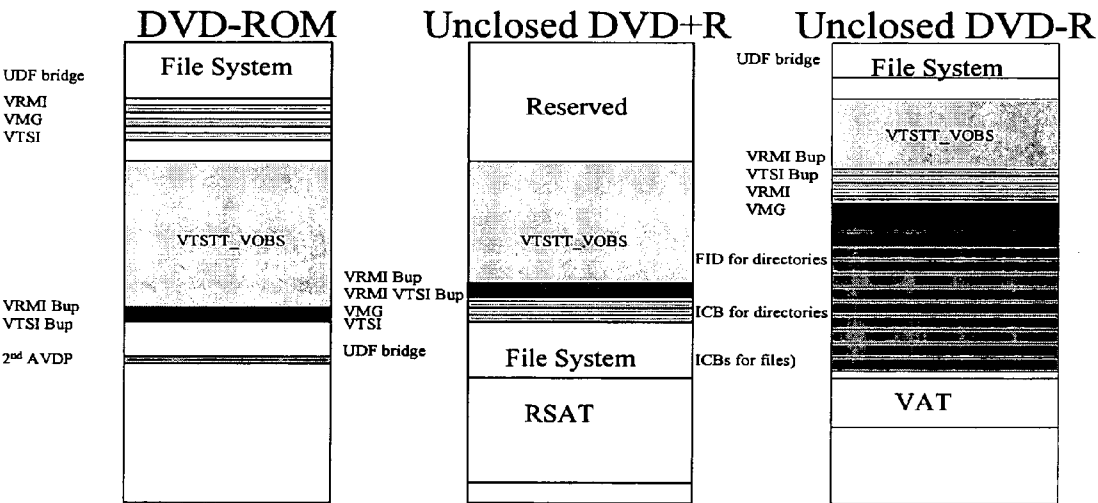 DVD-ROM
UDF bridge
File System
VRMI
VMG
VTSI
VTSTT_VOBS
VRMI Bup
VTSI Bup
2nd AVDP
Unclosed DVD+R
Reserved
VTSTT_VOBS
VRMI Bup
VRMI VTSI Bup
VMG
VTSI
UDF bridge
File System
RSAT
Unclosed DVD-R
UDF bridge
File System
VTSTT_VOBS
VRMI Bup
VTSI Bup
VRMI
VMG
FID for directories
ICB for directories
ICBs for files)
VAT